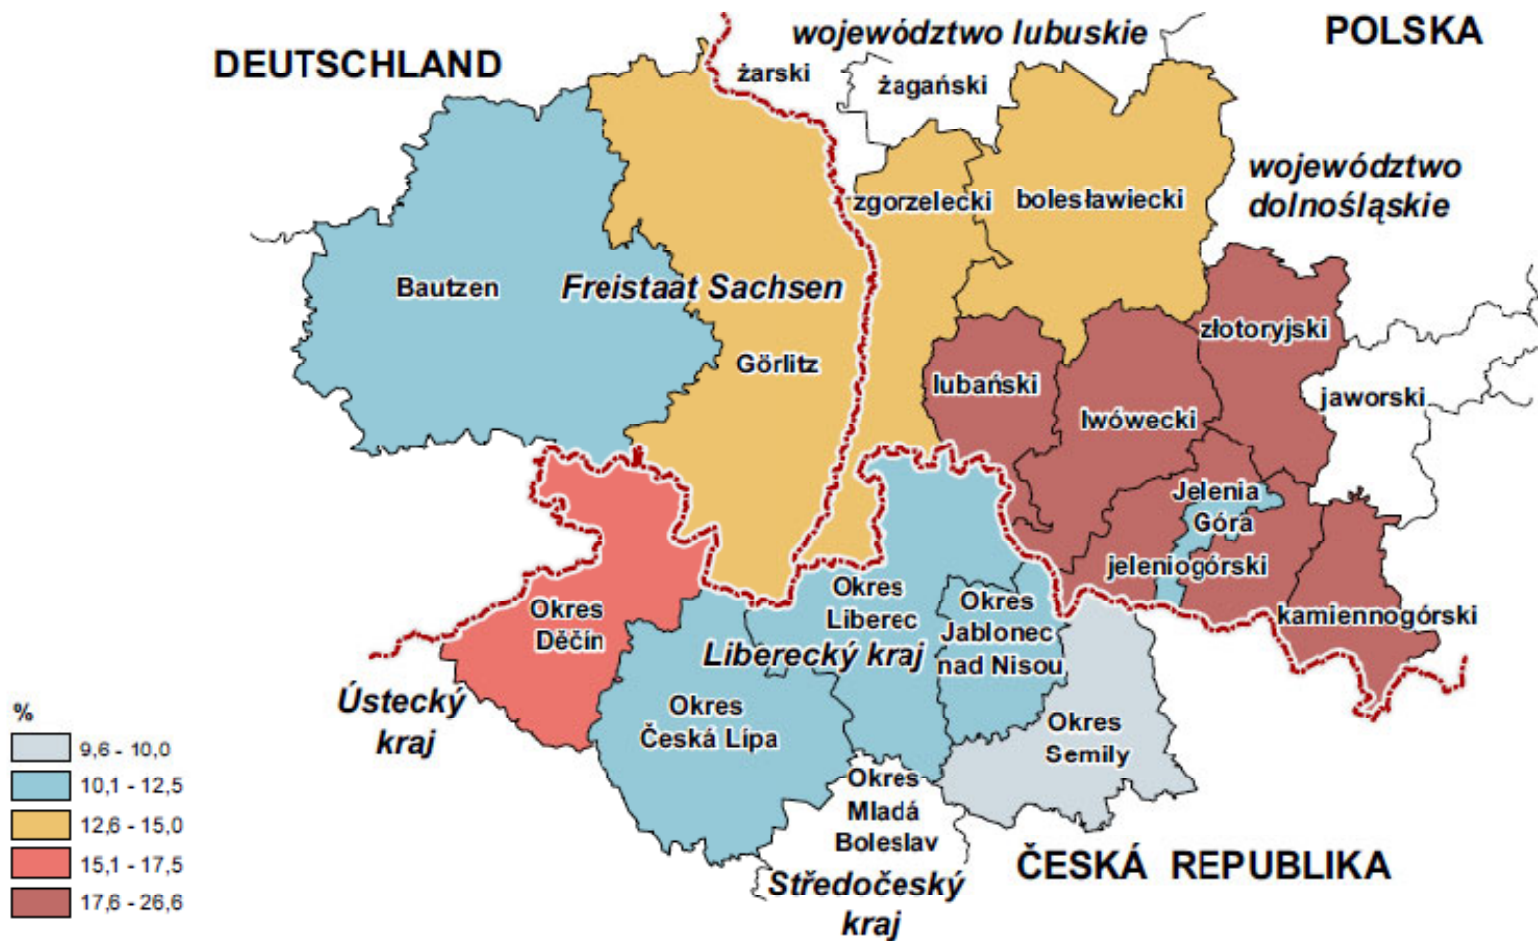 DEUTSCHLAND
województwo lubuskie
POLSKA
żarski
żagański
województwo
dolnośląskie
zgorzelecki
bolesławiecki
Bautzen
Freistaat Sachsen
Görlitz
złotoryjski
lubański
lwówecki
jaworski
Jelenia
Góra
jeleniogórski
kamiennogórski
Okres
Děčín
Okres
Liberec
Okres
Jablonec
nad Nisou
Liberecký kraj
Ústecký
kraj
Okres
Česká Lípa
Okres
Semily
Okres
Mladá
Boleslav
Středočeský
kraj
ČESKÁ REPUBLIKA
%
9,6 - 10,0
10,1 - 12,5
12,6 - 15,0
15,1 - 17,5
17,6 - 26,6